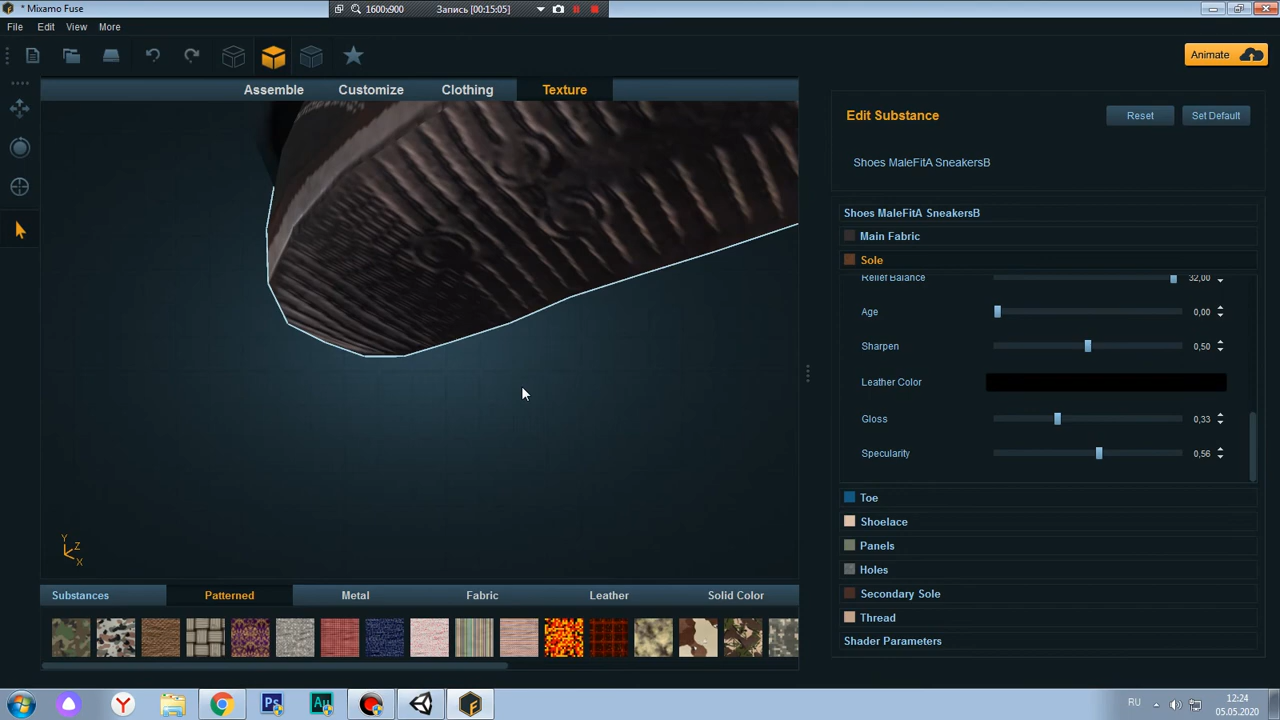 * Mixamo Fuse
1600x900
Запись [00:15:05]
File Edit View More
Animate
Assemble Customize Clothing Texture
Edit Substance
Reset
Set Default
Shoes MaleFitA SneakersB
Shoes MaleFitA SneakersB
Main Fabric
Sole
Relief Balance 32,00
Age 0,00
Sharpen 0,50
Leather Color
Gloss 0,33
Specularity 0,56
Toe
Shoelace
Panels
Holes
Secondary Sole
Thread
Shader Parameters
Y
Z
X
Substances Patterned Metal Fabric Leather Solid Color
Ps
Au
RU
12:24
05.05.2020